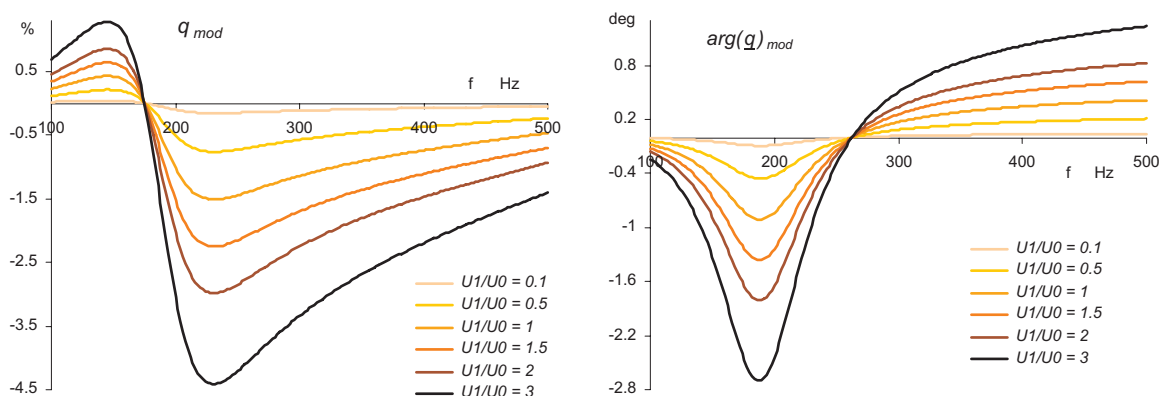 %
q mod
0.5
f Hz
100
200
300
400
500
-0.5
-1.5
-2.5
-3.5
-4.5
U1/U0 = 0.1
U1/U0 = 0.5
U1/U0 = 1
U1/U0 = 1.5
U1/U0 = 2
U1/U0 = 3
deg
arg(q) mod
0.8
0.2
100
200
300
400
500
f Hz
-0.4
-1
-1.6
-2.2
-2.8
U1/U0 = 0.1
U1/U0 = 0.5
U1/U0 = 1
U1/U0 = 1.5
U1/U0 = 2
U1/U0 = 3